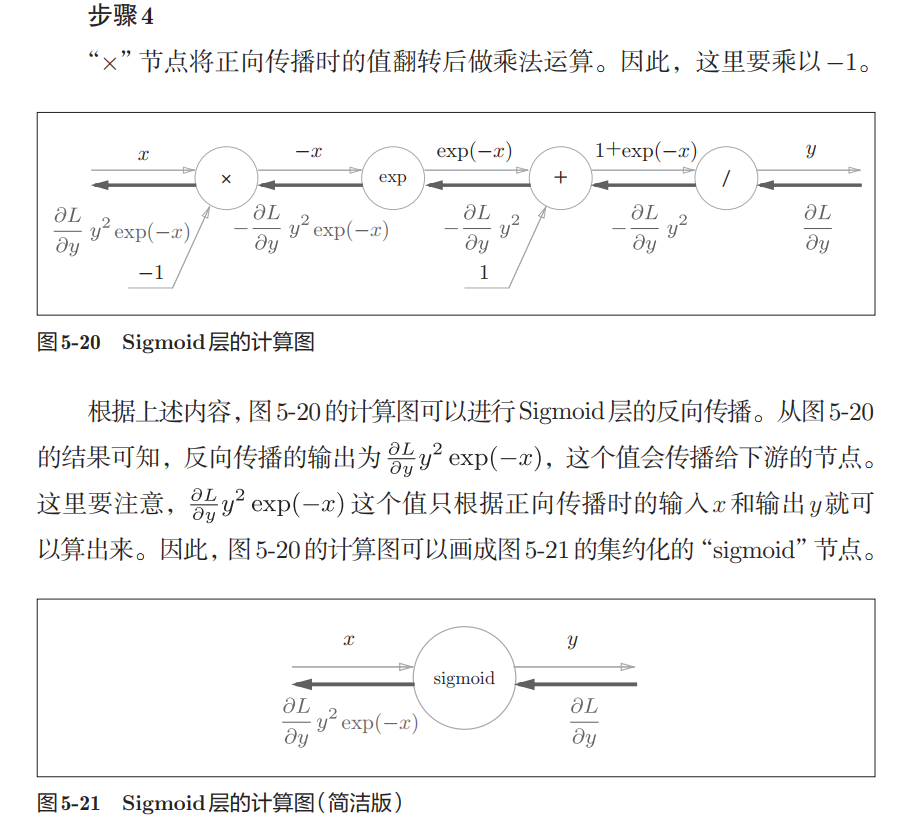 步骤4
“×”节点将正向传播时的值翻转后做乘法运算。因此，这里要乘以−1。
x −x exp(−x) 1+exp(−x) y
× exp + /
∂L/∂y y² exp(−x) −∂L/∂y y² exp(−x) −∂L/∂y y² −∂L/∂y y² ∂L/∂y
−1 1
图5-20 Sigmoid层的计算图
根据上述内容，图5-20的计算图可以进行Sigmoid层的反向传播。从图5-20
的结果可知，反向传播的输出为 ∂L/∂y y² exp(−x)，这个值会传播给下游的节点。
这里要注意，∂L/∂y y² exp(−x) 这个值只根据正向传播时的输入x和输出y就可
以算出来。因此，图5-20的计算图可以画成图5-21的集约化的“sigmoid”节点。
x y
sigmoid
∂L/∂y y² exp(−x) ∂L/∂y
图5-21 Sigmoid层的计算图（简洁版）